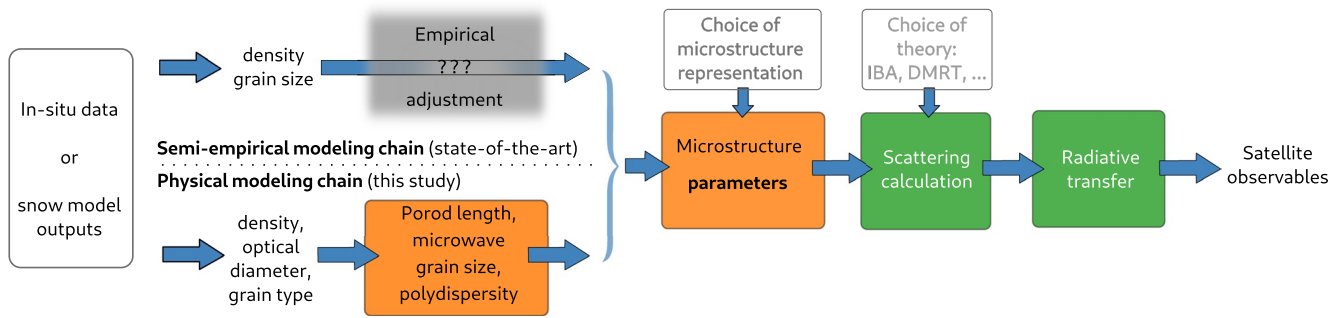 In-situ data
or
snow model
outputs
density
grain size
Empirical
???
adjustment
Semi-empirical modeling chain (state-of-the-art)
Physical modeling chain (this study)
density,
optical
diameter,
grain type
Porod length,
microwave
grain size,
polydispersity
Choice of
microstructure
representation
Microstructure
parameters
Choice of
theory:
IBA, DMRT, ...
Scattering
calculation
Radiative
transfer
Satellite
observables